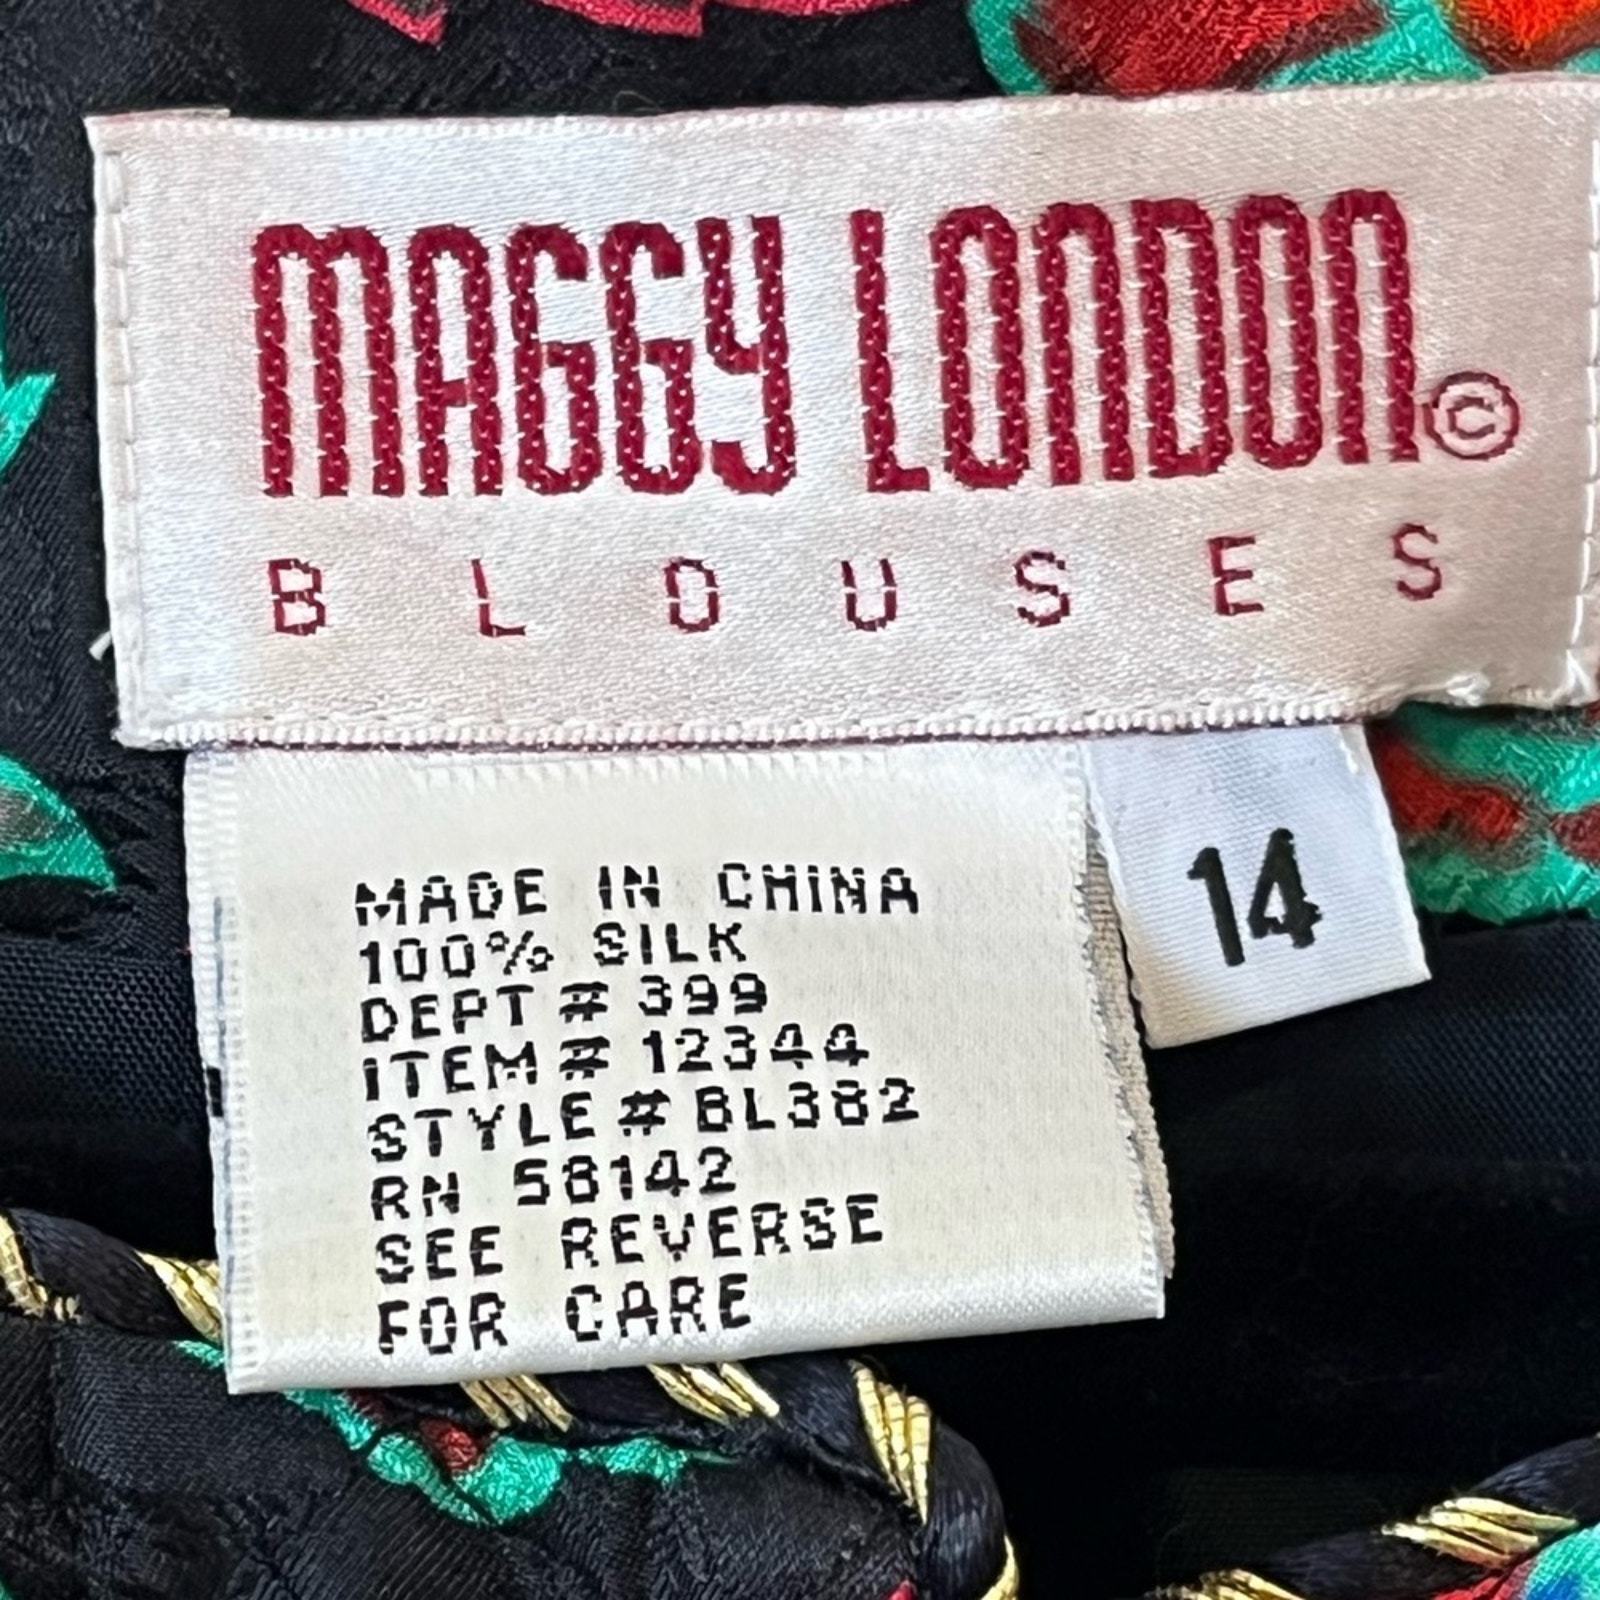 MAGGY LONDON ©
BLOUSES
14
MADE IN CHINA
100% SILK
DEPT # 399
ITEM # 12344
STYLE # BL382
RN 58142
SEE REVERSE
FOR CARE